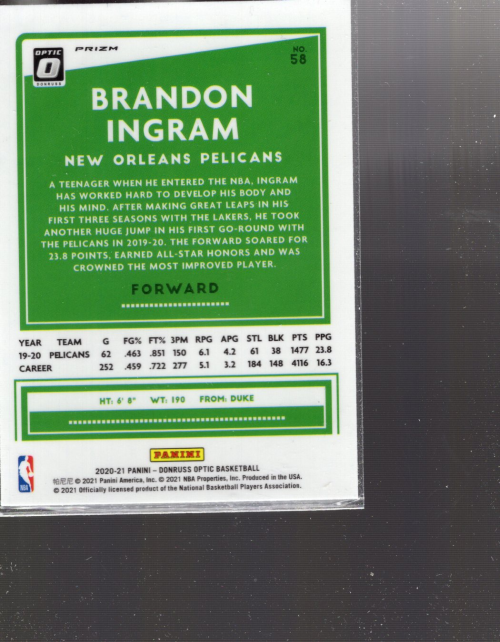 OPTIC
DONRUSS
PRIZM
NO.
58
BRANDON
INGRAM
NEW ORLEANS PELICANS
A TEENAGER WHEN HE ENTERED THE NBA, INGRAM
HAS WORKED HARD TO DEVELOP HIS BODY AND
HIS MIND. AFTER MAKING GREAT LEAPS IN HIS
FIRST THREE SEASONS WITH THE LAKERS, HE TOOK
ANOTHER HUGE JUMP IN HIS FIRST GO-ROUND WITH
THE PELICANS IN 2019-20. THE FORWARD SOARED FOR
23.8 POINTS, EARNED ALL-STAR HONORS AND WAS
CROWNED THE MOST IMPROVED PLAYER.
FORWARD
YEAR TEAM G FG% FT% 3PM RPG APG STL BLK PTS PPG
19-20 PELICANS 62 .463 .851 150 6.1 4.2 61 38 1477 23.8
CAREER 252 .459 .722 277 5.1 3.2 184 148 4116 16.3
HT: 6' 8" WT: 190 FROM: DUKE
PANINI
2020-21 PANINI – DONRUSS OPTIC BASKETBALL
帕尼尼 © 2021 Panini America, Inc. © 2021 NBA Properties, Inc. Produced in the USA.
© 2021 Officially licensed product of the National Basketball Players Association.
NBA